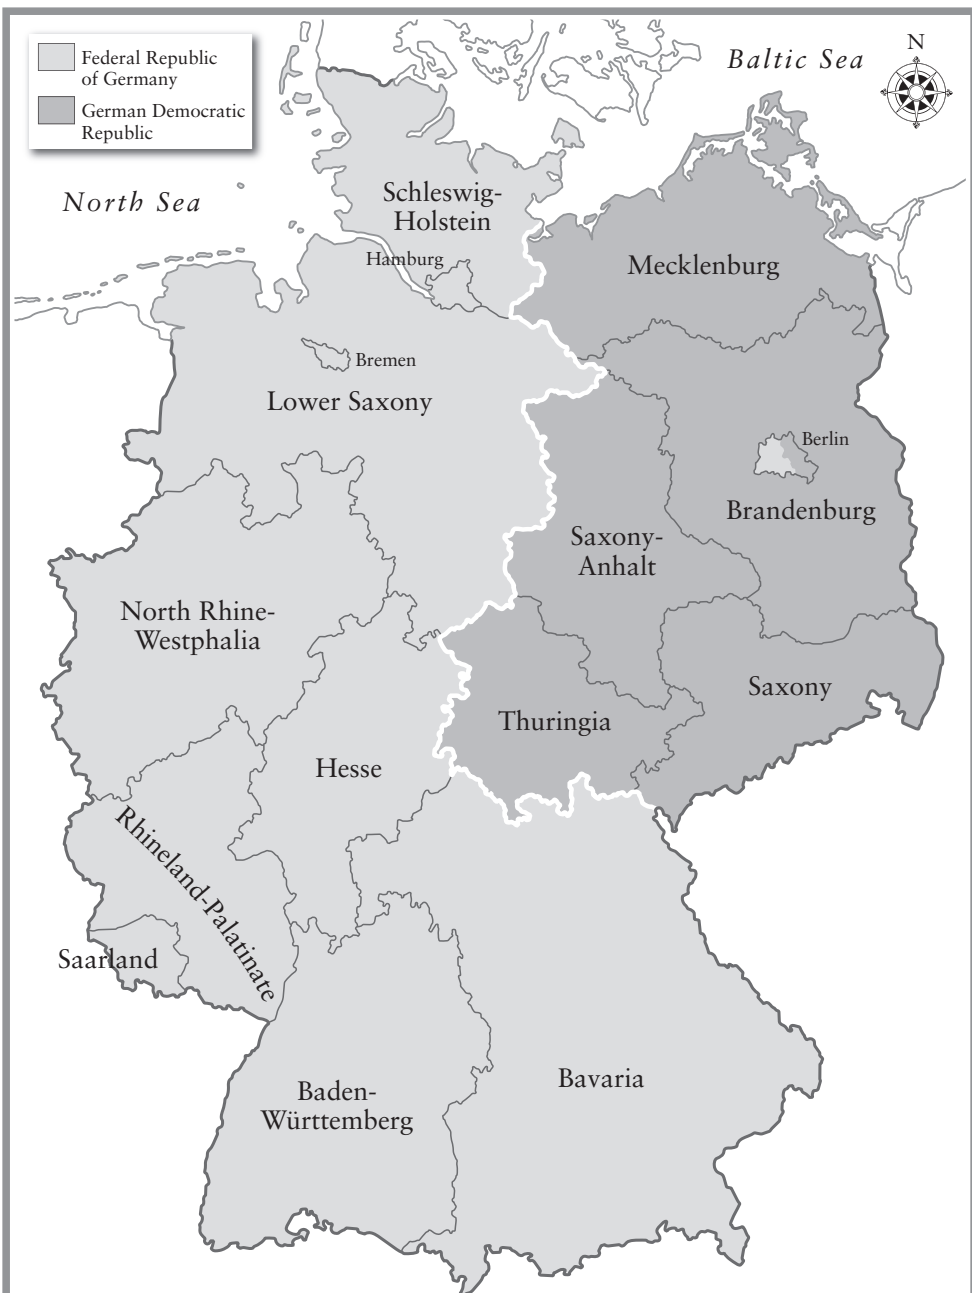 Federal Republic
of Germany
German Democratic
Republic
Baltic Sea
N
North Sea
Schleswig-
Holstein
Hamburg
Mecklenburg
Bremen
Lower Saxony
Berlin
Brandenburg
Saxony-
Anhalt
North Rhine-
Westphalia
Saxony
Thuringia
Hesse
Rhineland-Palatinate
Saarland
Bavaria
Baden-
Württemberg